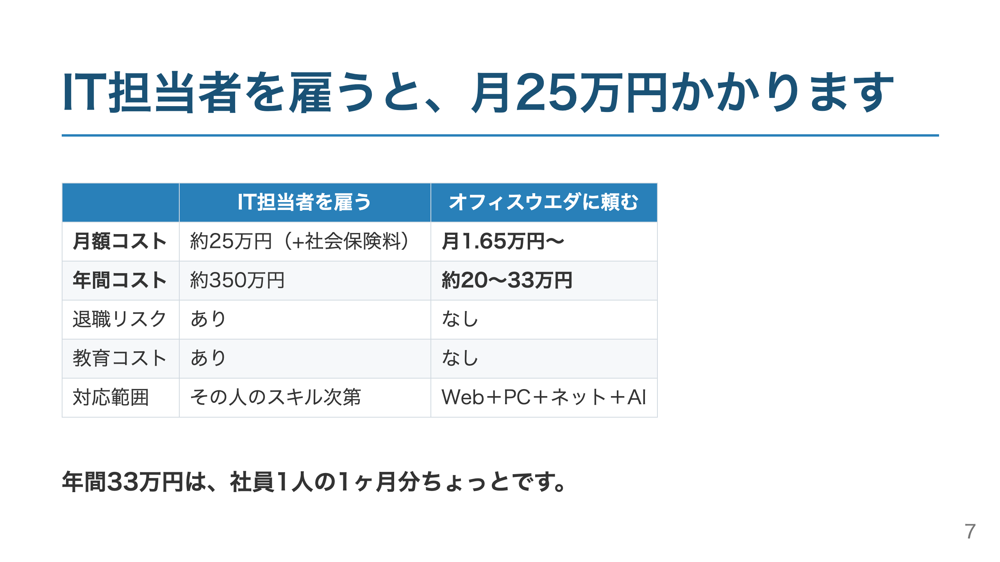 IT担当者を雇うと、月25万円かかります
IT担当者を雇う オフィスウエダに頼む
月額コスト 約25万円（+社会保険料） 月1.65万円〜
年間コスト 約350万円 約20〜33万円
退職リスク あり なし
教育コスト あり なし
対応範囲 その人のスキル次第 Web＋PC＋ネット＋AI
年間33万円は、社員1人の1ヶ月分ちょっとです。
7